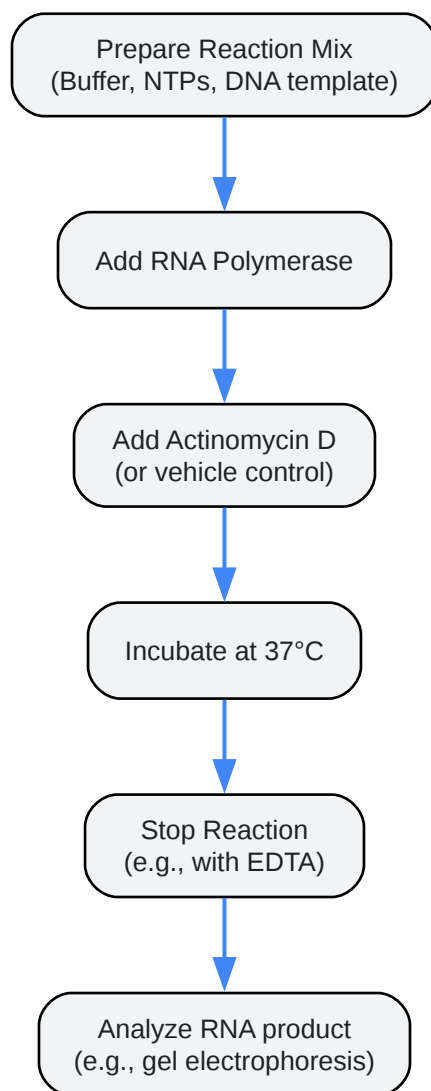 Prepare Reaction Mix
(Buffer, NTPs, DNA template)
Add RNA Polymerase
Add Actinomycin D
(or vehicle control)
Incubate at 37°C
Stop Reaction
(e.g., with EDTA)
Analyze RNA product
(e.g., gel electrophoresis)